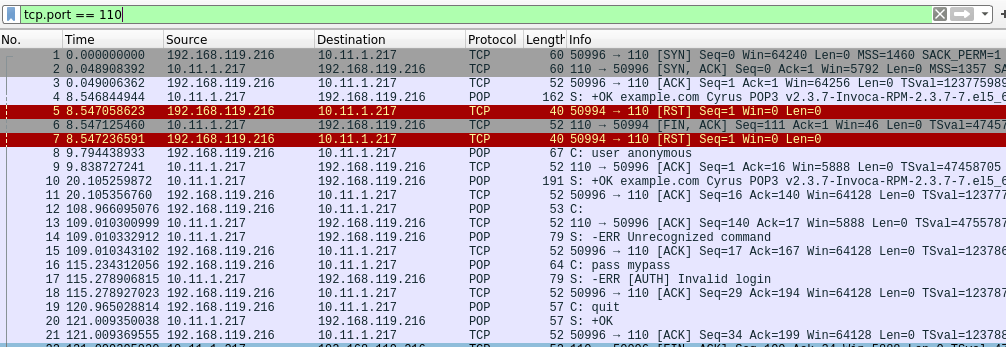 tcp.port == 110
No. Time Source Destination Protocol Length Info
1 0.000000000 192.168.119.216 10.11.1.217 TCP 60 50996 → 110 [SYN] Seq=0 Win=64240 Len=0 MSS=1460 SACK_PERM=1
2 0.048908392 10.11.1.217 192.168.119.216 TCP 60 110 → 50996 [SYN, ACK] Seq=0 Ack=1 Win=5792 Len=0 MSS=1357 SA
3 0.049006362 192.168.119.216 10.11.1.217 TCP 52 50996 → 110 [ACK] Seq=1 Ack=1 Win=64256 Len=0 TSval=123775989
4 8.546844944 10.11.1.217 192.168.119.216 POP 162 S: +OK example.com Cyrus POP3 v2.3.7-Invoca-RPM-2.3.7-7.el5_6
5 8.547058623 192.168.119.216 10.11.1.217 TCP 40 50994 → 110 [RST] Seq=1 Win=0 Len=0
6 8.547125460 10.11.1.217 192.168.119.216 TCP 52 110 → 50994 [FIN, ACK] Seq=111 Ack=1 Win=46 Len=0 TSval=47457
7 8.547236591 192.168.119.216 10.11.1.217 TCP 40 50994 → 110 [RST] Seq=1 Win=0 Len=0
8 9.794438933 192.168.119.216 10.11.1.217 POP 67 C: user anonymous
9 9.838727241 10.11.1.217 192.168.119.216 TCP 52 110 → 50996 [ACK] Seq=1 Ack=16 Win=5888 Len=0 TSval=47458705
10 20.105259872 10.11.1.217 192.168.119.216 POP 191 S: +OK example.com Cyrus POP3 v2.3.7-Invoca-RPM-2.3.7-7.el5_6
11 20.105356760 192.168.119.216 10.11.1.217 TCP 52 50996 → 110 [ACK] Seq=16 Ack=140 Win=64128 Len=0 TSval=123777
12 108.966095076 192.168.119.216 10.11.1.217 POP 53 C:
13 109.010300999 10.11.1.217 192.168.119.216 TCP 52 110 → 50996 [ACK] Seq=140 Ack=17 Win=5888 Len=0 TSval=4755787
14 109.010332912 10.11.1.217 192.168.119.216 POP 79 S: -ERR Unrecognized command
15 109.010343102 192.168.119.216 10.11.1.217 TCP 52 50996 → 110 [ACK] Seq=17 Ack=167 Win=64128 Len=0 TSval=123786
16 115.234312056 192.168.119.216 10.11.1.217 POP 64 C: pass mypass
17 115.278906815 10.11.1.217 192.168.119.216 POP 79 S: -ERR [AUTH] Invalid login
18 115.278927023 192.168.119.216 10.11.1.217 TCP 52 50996 → 110 [ACK] Seq=29 Ack=194 Win=64128 Len=0 TSval=123787
19 120.965028814 192.168.119.216 10.11.1.217 POP 57 C: quit
20 121.009350038 10.11.1.217 192.168.119.216 POP 57 S: +OK
21 121.009369555 192.168.119.216 10.11.1.217 TCP 52 50996 → 110 [ACK] Seq=34 Ack=199 Win=64128 Len=0 TSval=123788